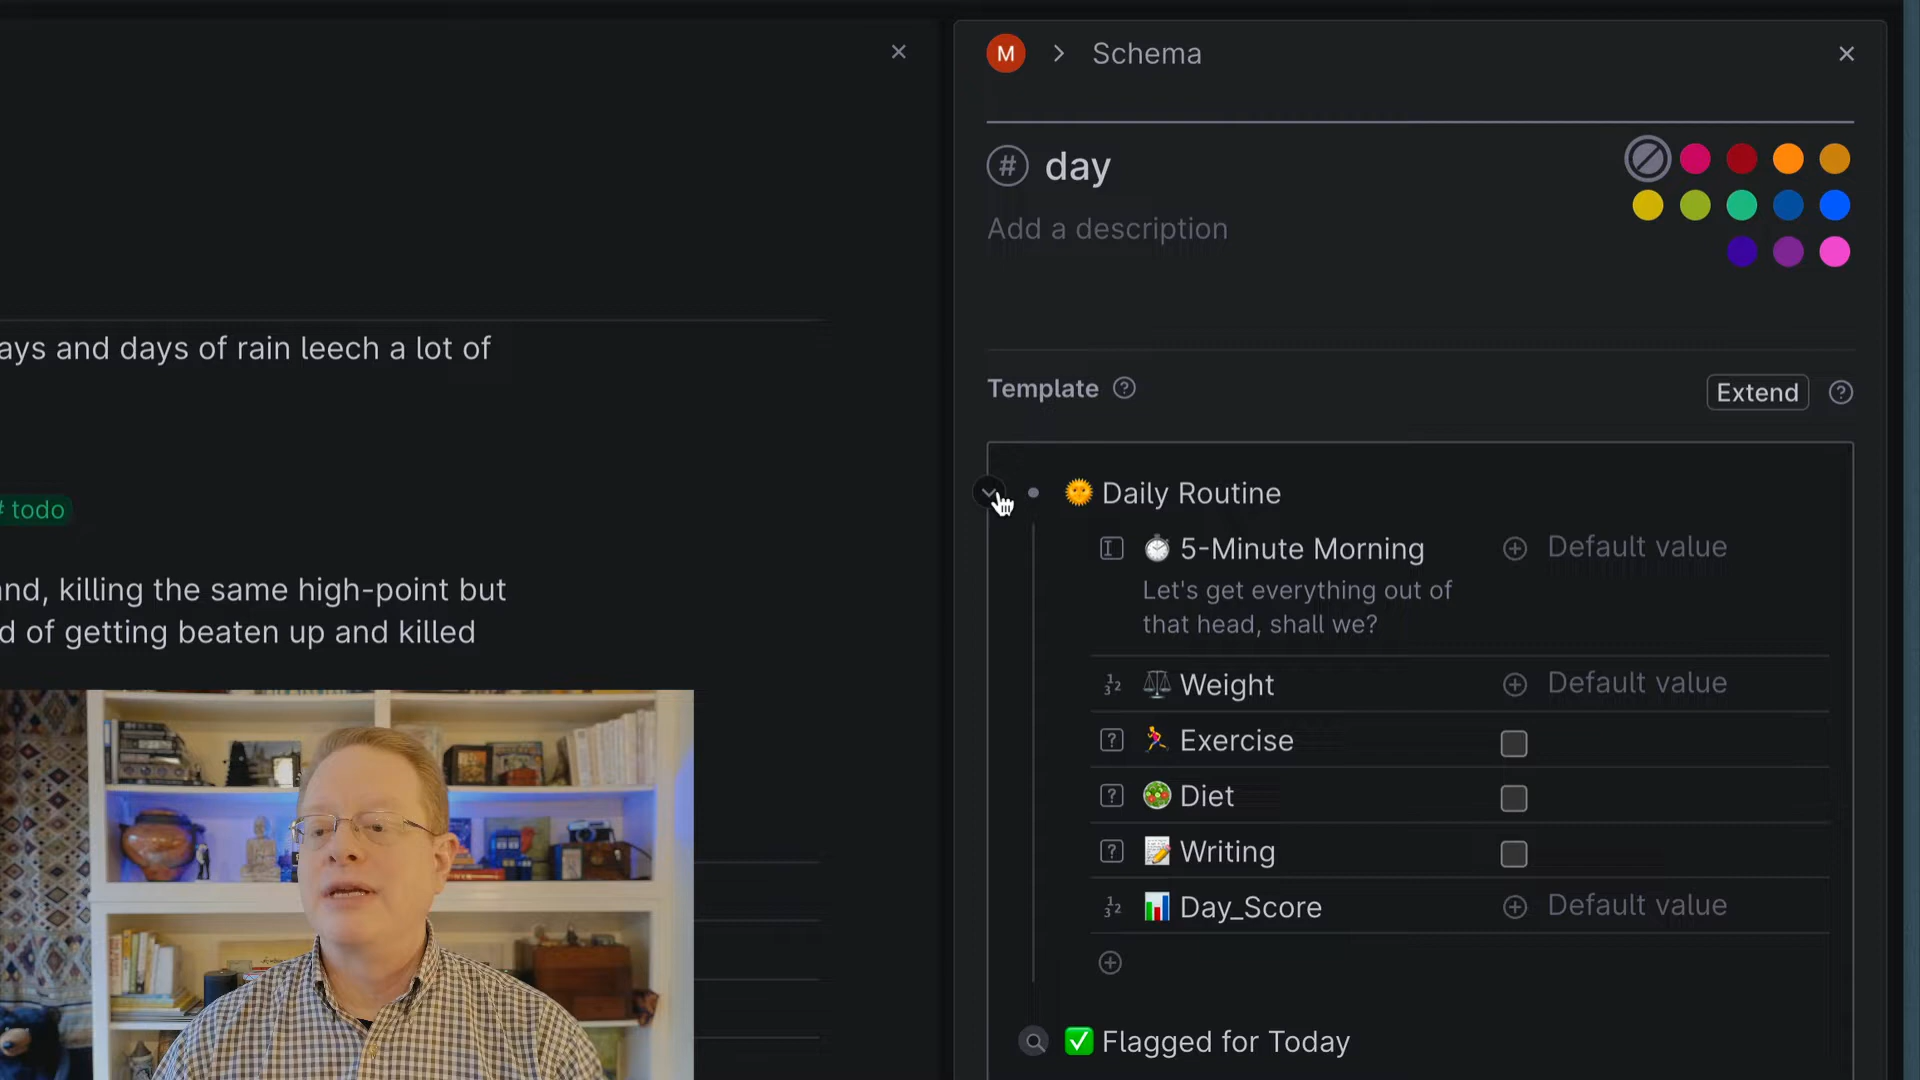 ays and days of rain leech a lot of
# todo
nd, killing the same high-point but
d of getting beaten up and killed
M > Schema
# day
Add a description
Template ?
Extend ?
🌞 Daily Routine
⏱️ 5-Minute Morning Default value
Let's get everything out of
that head, shall we?
⚖️ Weight Default value
🏃 Exercise
🥗 Diet
📝 Writing
📊 Day_Score Default value
✅ Flagged for Today